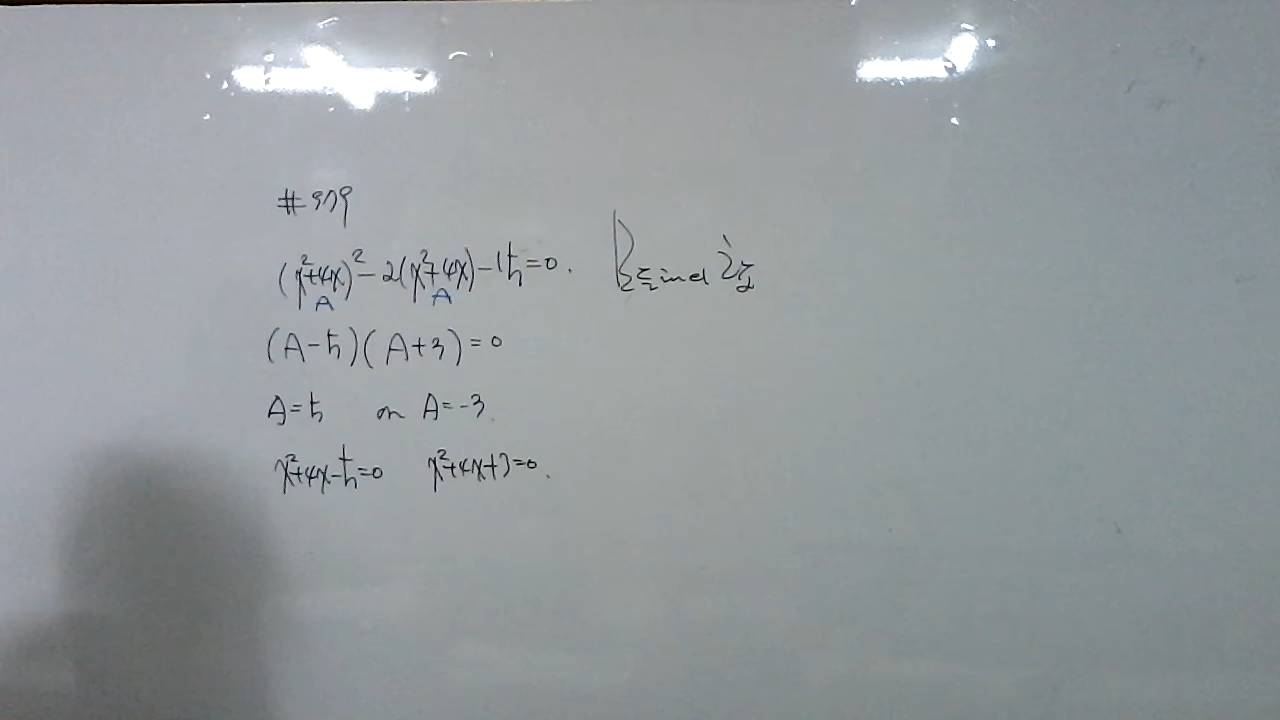 #979
(x²+4x)²-2(x²+4x)-15=0.
A A
(A-5)(A+3)=0
A=5 or A=-3.
x²+4x-5=0 x²+4x+3=0.